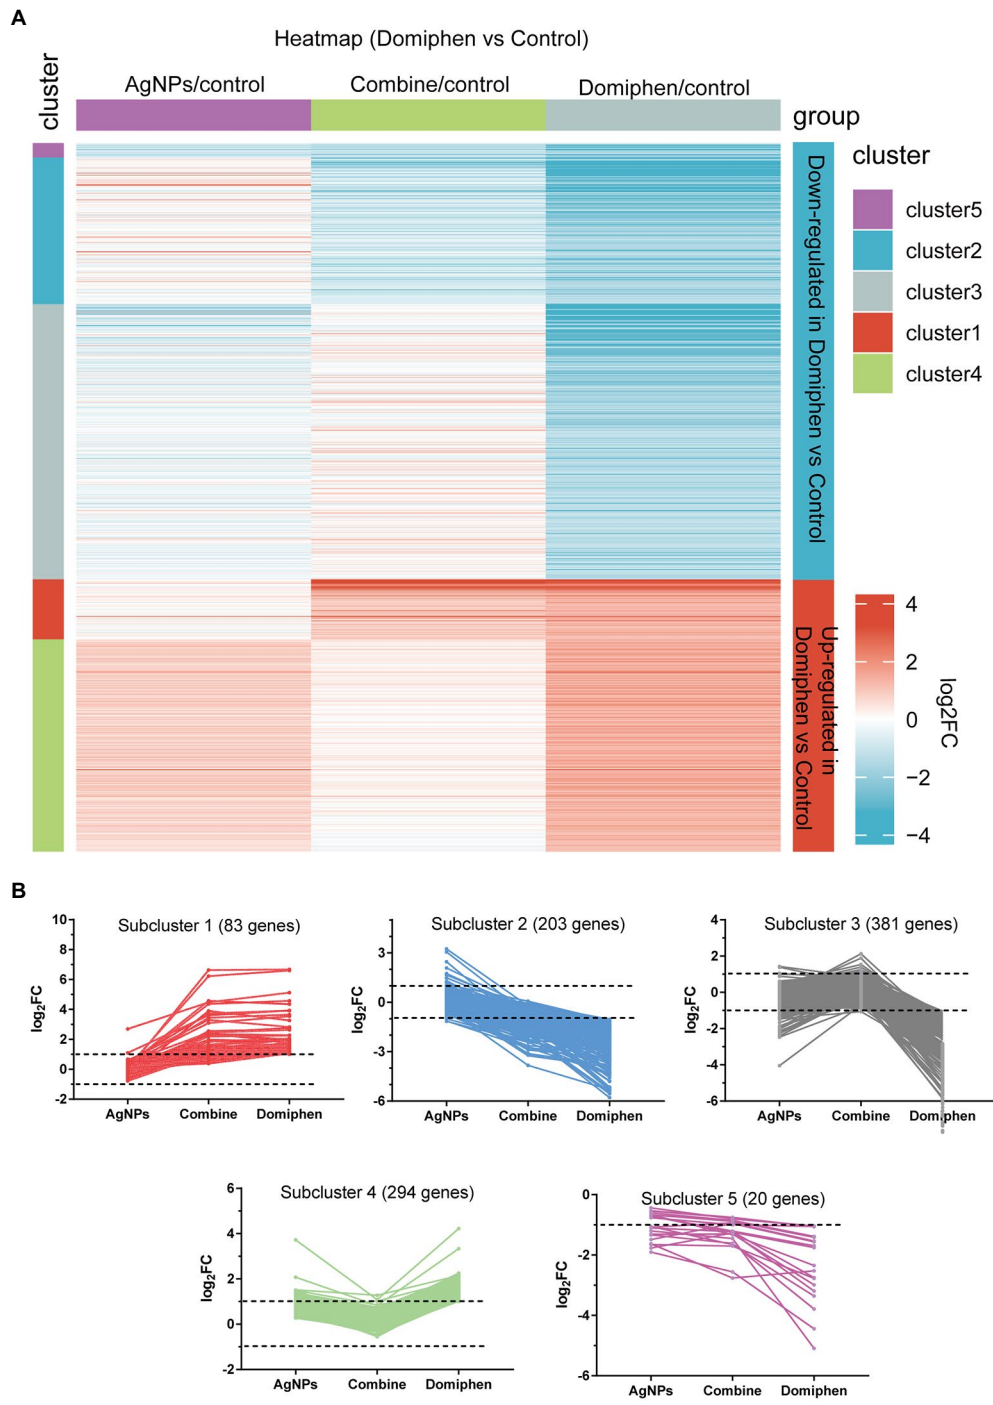 A
Heatmap (Domiphen vs Control)
cluster
AgNPs/control
Combine/control
Domiphen/control
group
cluster
cluster5
cluster2
cluster3
cluster1
cluster4
Down-regulated in Domiphen vs Control
Up-regulated in
Domiphen vs Control
4
2
0
−2
−4
log2FC
B
Subcluster 1 (83 genes)
log2FC
10
8
6
4
2
0
-2
AgNPs Combine Domiphen
Subcluster 2 (203 genes)
log2FC
3
0
-3
-6
AgNPs Combine Domiphen
Subcluster 3 (381 genes)
log2FC
4
2
0
-2
-4
-6
AgNPs Combine Domiphen
Subcluster 4 (294 genes)
log2FC
6
4
2
0
-2
AgNPs Combine Domiphen
Subcluster 5 (20 genes)
log2FC
0
-2
-4
-6
AgNPs Combine Domiphen